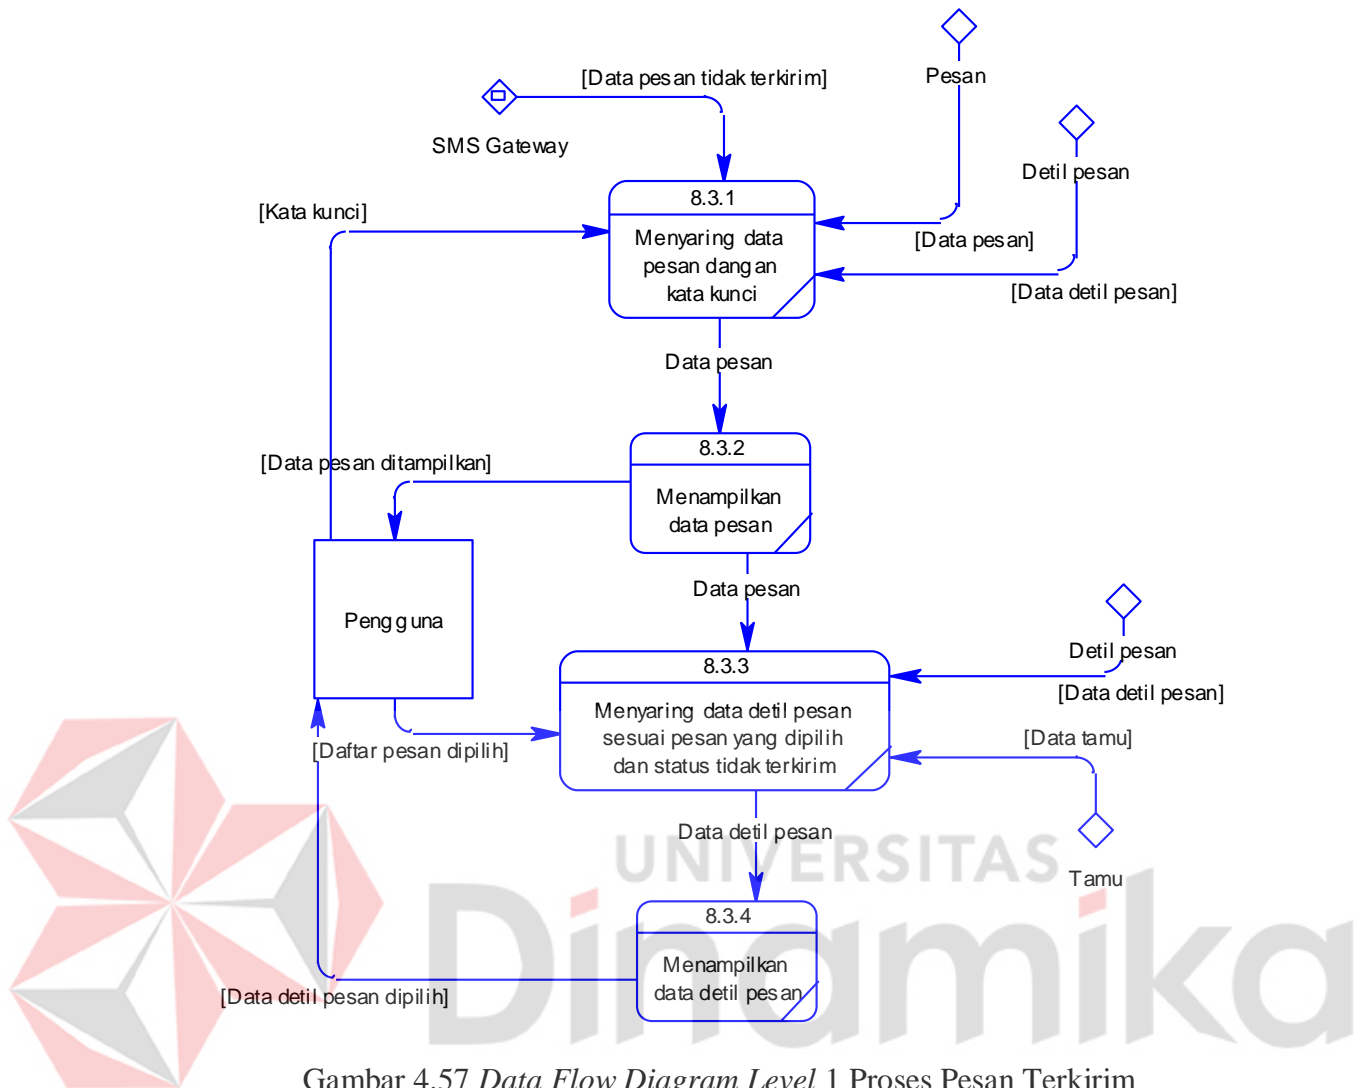 [Data pesan tidak terkirim]
Pesan
SMS Gateway
Detil pesan
[Kata kunci]
8.3.1
Menyaring data
pesan dangan
kata kunci
[Data pesan]
[Data detil pesan]
Data pesan
8.3.2
[Data pesan ditampilkan]
Menampilkan
data pesan
Data pesan
Pengguna
Detil pesan
8.3.3
[Data detil pesan]
Menyaring data detil pesan
sesuai pesan yang dipilih
dan status tidak terkirim
[Daftar pesan dipilih]
[Data tamu]
Data detil pesan
UNIVERSITAS
Tamu
Dinamika
8.3.4
Menampilkan
data detil pesan
[Data detil pesan dipilih]
Gambar 4.57 Data Flow Diagram Level 1 Proses Pesan Terkirim